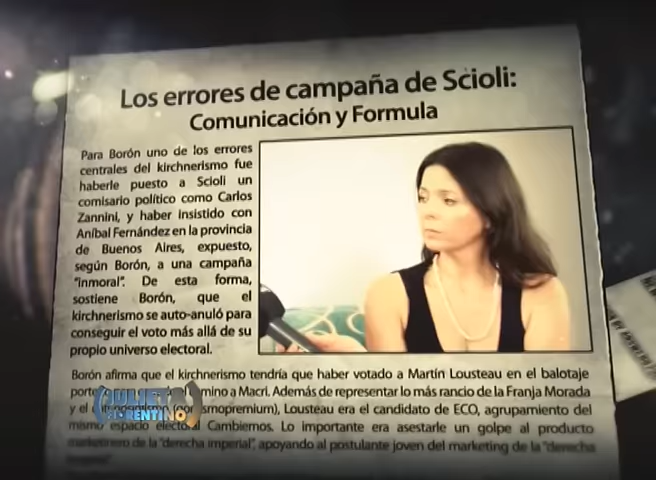 Los errores de campaña de Scioli:
Comunicación y Formula
Para Borón uno de los errores
centrales del kirchnerismo fue
haberle puesto a Scioli un
comisario político como Carlos
Zannini, y haber insistido con
Aníbal Fernández en la provincia
de Buenos Aires, expuesto,
según Borón, a una campaña
"inmoral". De esta forma,
sostiene Borón, que el
kirchnerismo se auto-anuló para
conseguir el voto más allá de su
propio universo electoral.
Borón afirma que el kirchnerismo tendría que haber votado a Martín Lousteau en el balotaje
mino a Macri. Además de representar lo más rancio de la Franja Morada
y el
Lousteau era el candidato de ECO, agrupamiento del
mismo espacio electoral Cambiemos. Lo importante era asestarle un golpe al producto
marketinero de la "derecha imperial", apoyando al postulante joven del marketing de la "derecha